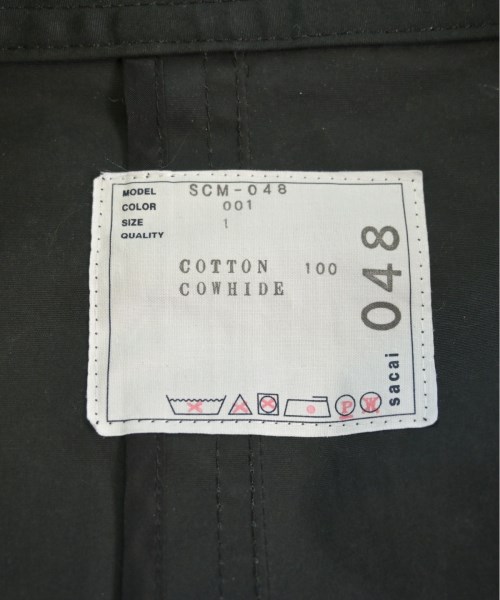 MODEL SCM-048
COLOR 001
SIZE 1
QUALITY
COTTON 100
COWHIDE
048
sacai
P W